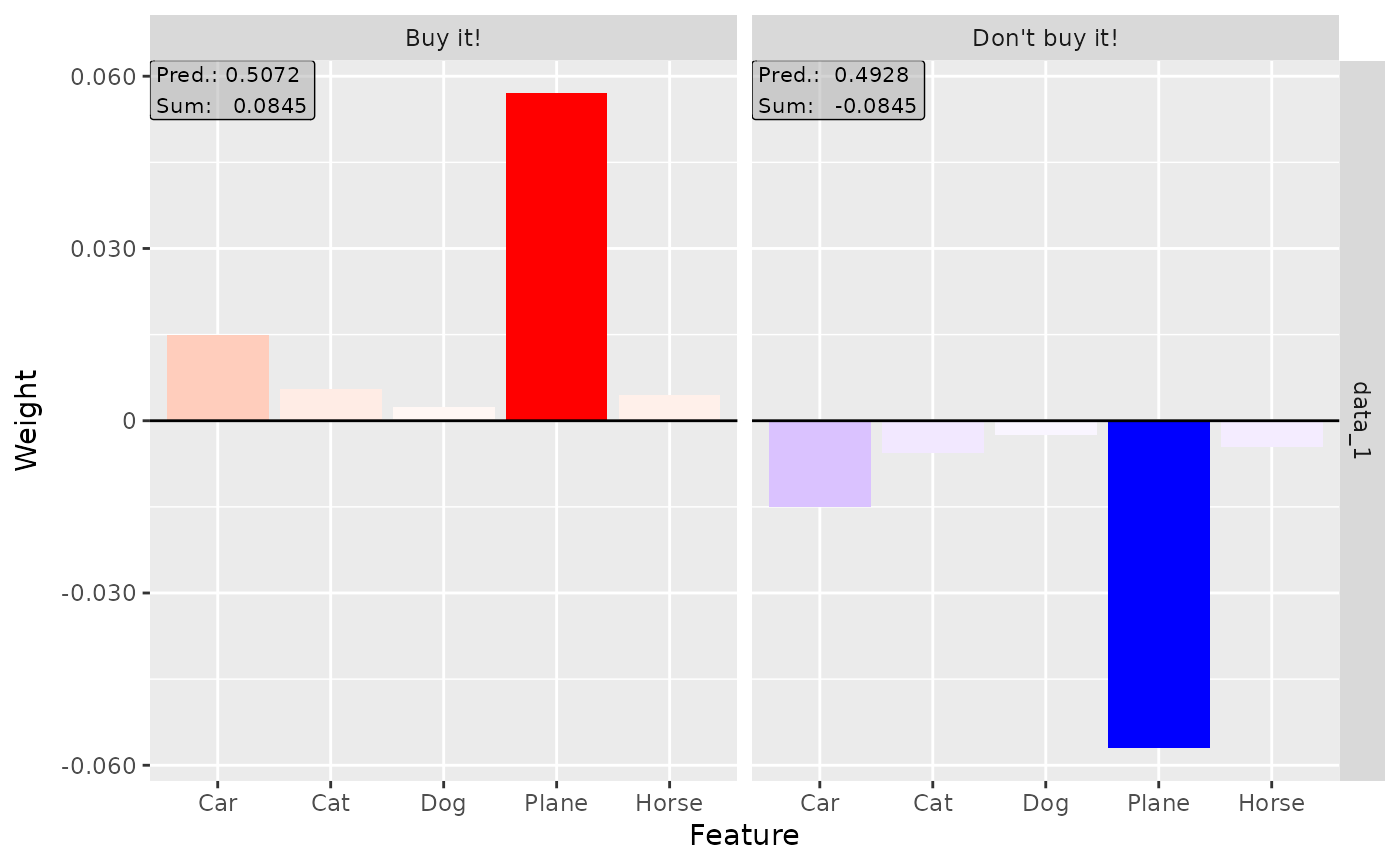 Buy it!
Don't buy it!
Pred.: 0.5072
Sum: 0.0845
Pred.: 0.4928
Sum: -0.0845
0.060
0.030
0
-0.030
-0.060
Weight
data_1
Car Cat Dog Plane Horse
Car Cat Dog Plane Horse
Feature